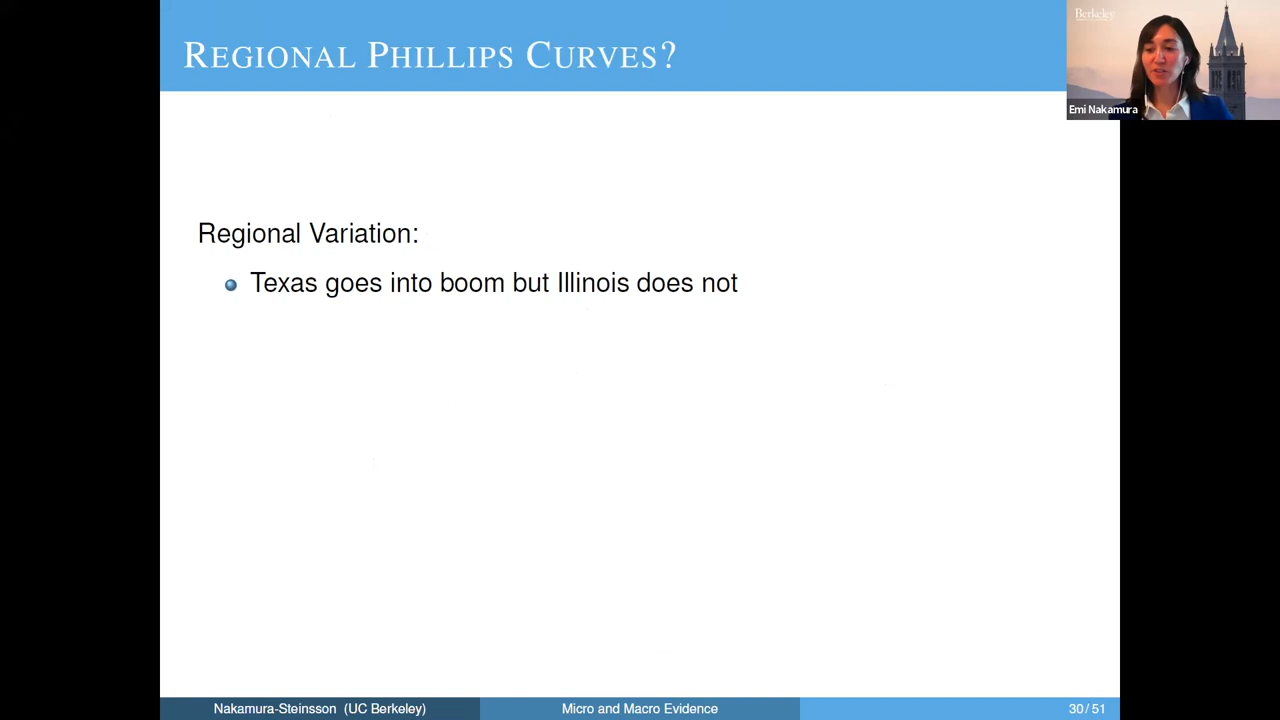 REGIONAL PHILLIPS CURVES?
Berkeley
Emi Nakamura
Regional Variation:
Texas goes into boom but Illinois does not
Nakamura-Steinsson (UC Berkeley)
Micro and Macro Evidence
30/51